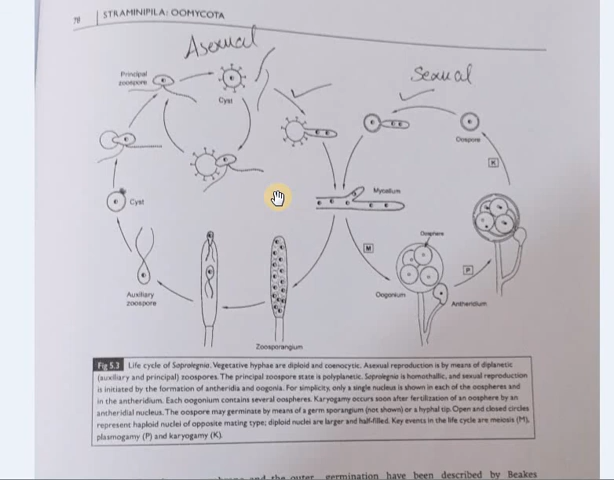 78 STRAMINIPILA: OOMYCOTA
Asexual
Sexual
Principal
zoospore
Cyst
Oospore
K
Mycelium
Cyst
Oosphere
M
P
Auxiliary
zoospore
Oogonium
Antheridium
Zoosporangium
Fig 5.3 Life cycle of Saprolegnia. Vegetative hyphae are diploid and coenocytic. Asexual reproduction is by means of diplanetic
(auxiliary and principal) zoospores. The principal zoospore state is polyplanetic. Saprolegnia is homothallic, and sexual reproduction
is initiated by the formation of antheridia and oogonia. For simplicity, only a single nucleus is shown in each of the oospheres and
in the antheridium. Each oogonium contains several oospheres. Karyogamy occurs soon after fertilization of an oosphere by an
antheridial nucleus. The oospore may germinate by means of a germ sporangium (not shown) or a hyphal tip. Open and closed circles
represent haploid nuclei of opposite mating type; diploid nuclei are larger and half-filled. Key events in the life cycle are meiosis (M),
plasmogamy (P) and karyogamy (K).
and the outer germination have been described by Beakes